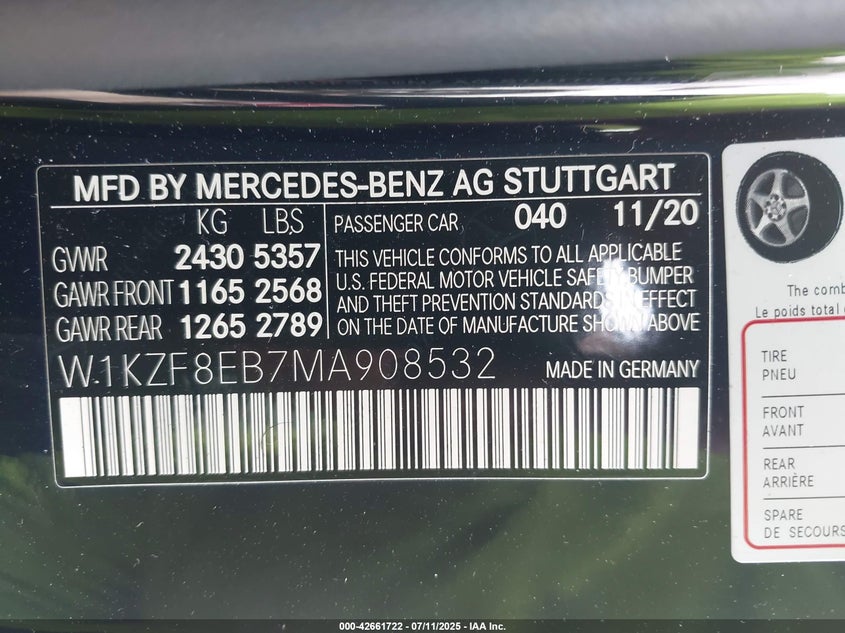 MFD BY MERCEDES-BENZ AG STUTTGART
KG LBS
GVWR 2430 5357
GAWR FRONT 1165 2568
GAWR REAR 1265 2789
PASSENGER CAR 040 11/20
THIS VEHICLE CONFORMS TO ALL APPLICABLE
U.S. FEDERAL MOTOR VEHICLE SAFETY BUMPER
AND THEFT PREVENTION STANDARDS IN EFFECT
ON THE DATE OF MANUFACTURE SHOWN ABOVE
W1KZF8EB7MA908532
MADE IN GERMANY
The comb
Le poids total
TIRE
PNEU
FRONT
AVANT
REAR
ARRIÈRE
SPARE
DE SECOURS
000-42661722 - 07/11/2025 - IAA Inc.